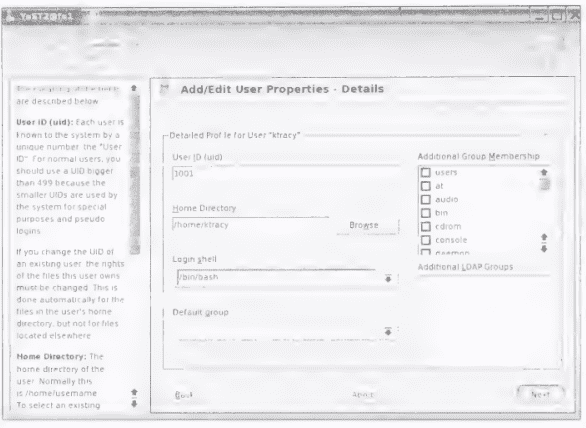 YaST2@
are described below.
User ID (uid): Each user is
known to the system by a
unique number, the "User
ID". For normal users, you
should use a UID bigger
than 499 because the
smaller UIDs are used by
the system for special
purposes and pseudo
logins.
If you change the UID of
an existing user, the rights
of the files this user owns
must be changed. This is
done automatically for the
files in the user's home
directory, but not for files
located elsewhere.
Home Directory: The
home directory of the
user. Normally this
is /home/username
To select an existing
Add/Edit User Properties - Details
Detailed Profile for User "ktracy"
User ID (uid)
1001
Home Directory
/home/ktracy
Browse
Login shell
/bin/bash
Default group
Additional Group Membership
users
at
audio
bin
cdrom
console
daemon
Additional LDAP Groups
Back
Abort
Next